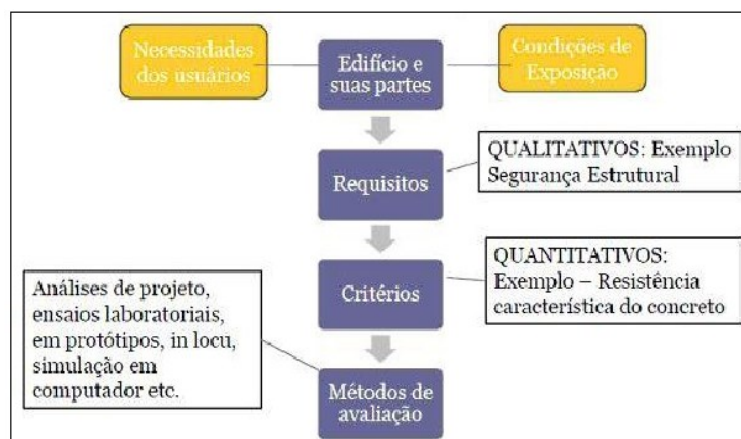 Necessidades
dos usuários
Edifício e
suas partes
Condições de
Exposição
Requisitos
QUALITATIVOS: Exemplo
Segurança Estrutural
Critérios
QUANTITATIVOS:
Exemplo – Resistência
característica do concreto
Análises de projeto,
ensaios laboratoriais,
em protótipos, in locu,
simulação em
computador etc.
Métodos de
avaliação